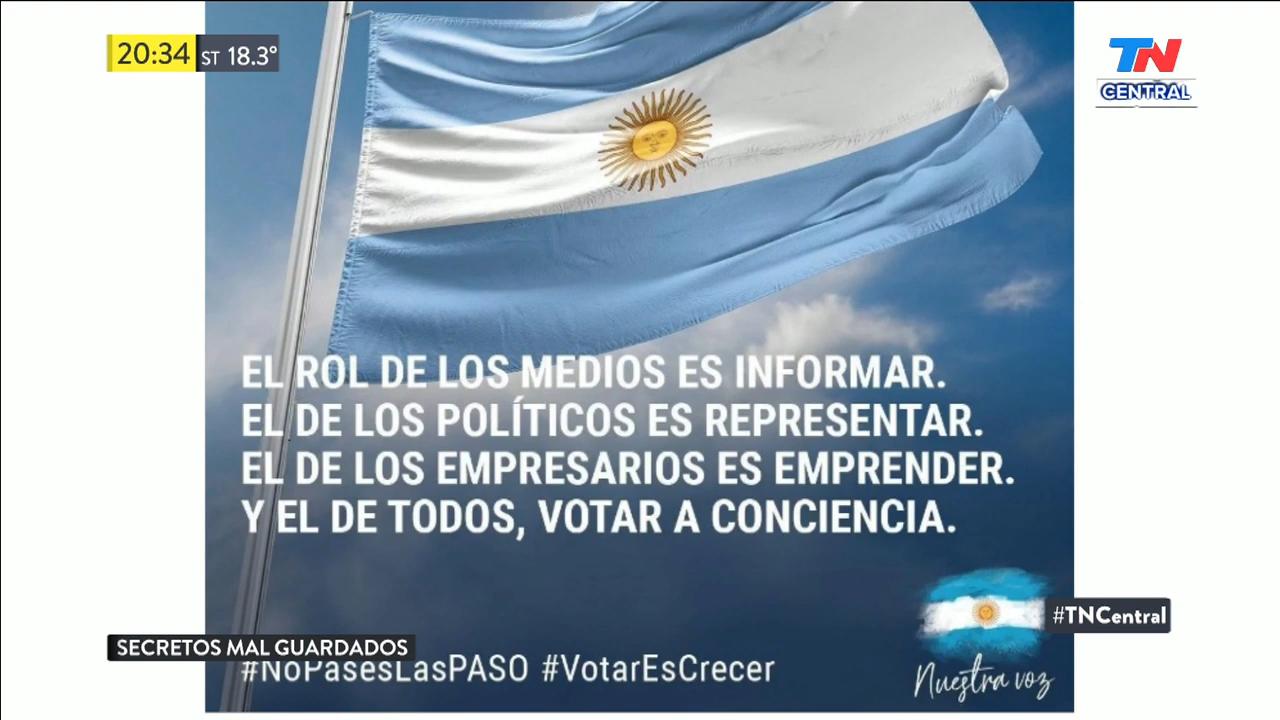 20:34 ST 18.3°
TN
CENTRAL
EL ROL DE LOS MEDIOS ES INFORMAR.
EL DE LOS POLÍTICOS ES REPRESENTAR.
EL DE LOS EMPRESARIOS ES EMPRENDER.
Y EL DE TODOS, VOTAR A CONCIENCIA.
#TNCentral
SECRETOS MAL GUARDADOS
#NoPasesLasPASO #VotarEsCrecer
Nuestra voz